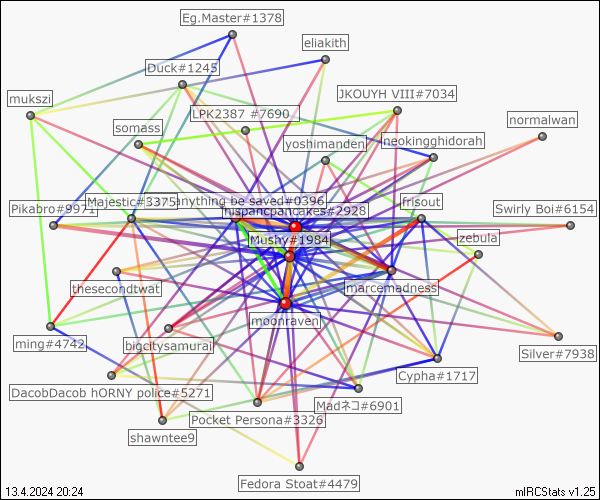 Eg.Master#1378
eliakith
Duck#1245
mukszi
JKOUYH VIII#7034
LPK2387 #7690
normalwan
somass
yoshimanden
neokingghidorah
Majestic#3375
anything be saved#0396
frisout
Pikabro#9971
ruspancpancakes#2928
Swirly Boi#6154
Mushy#1984
zebula
thesecondtwat
marcemadness
moonraven
ming#4742
bigcitysamurai
Silver#7938
Cypha#1717
DacobDacob hORNY police#5271
Madネコ#6901
Pocket Persona#3326
shawntee9
Fedora Stoat#4479
13.4.2024 20:24
mIRCStats v1.25